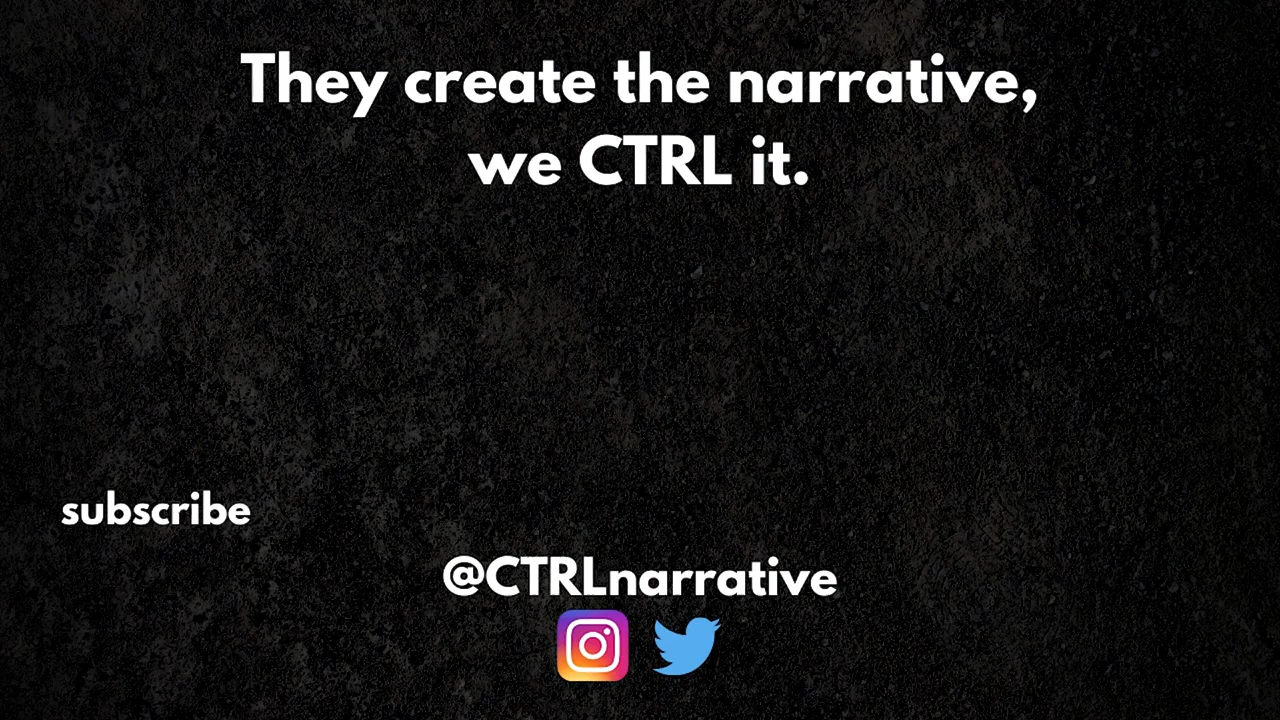 They create the narrative,
we CTRL it.
subscribe
@CTRLnarrative